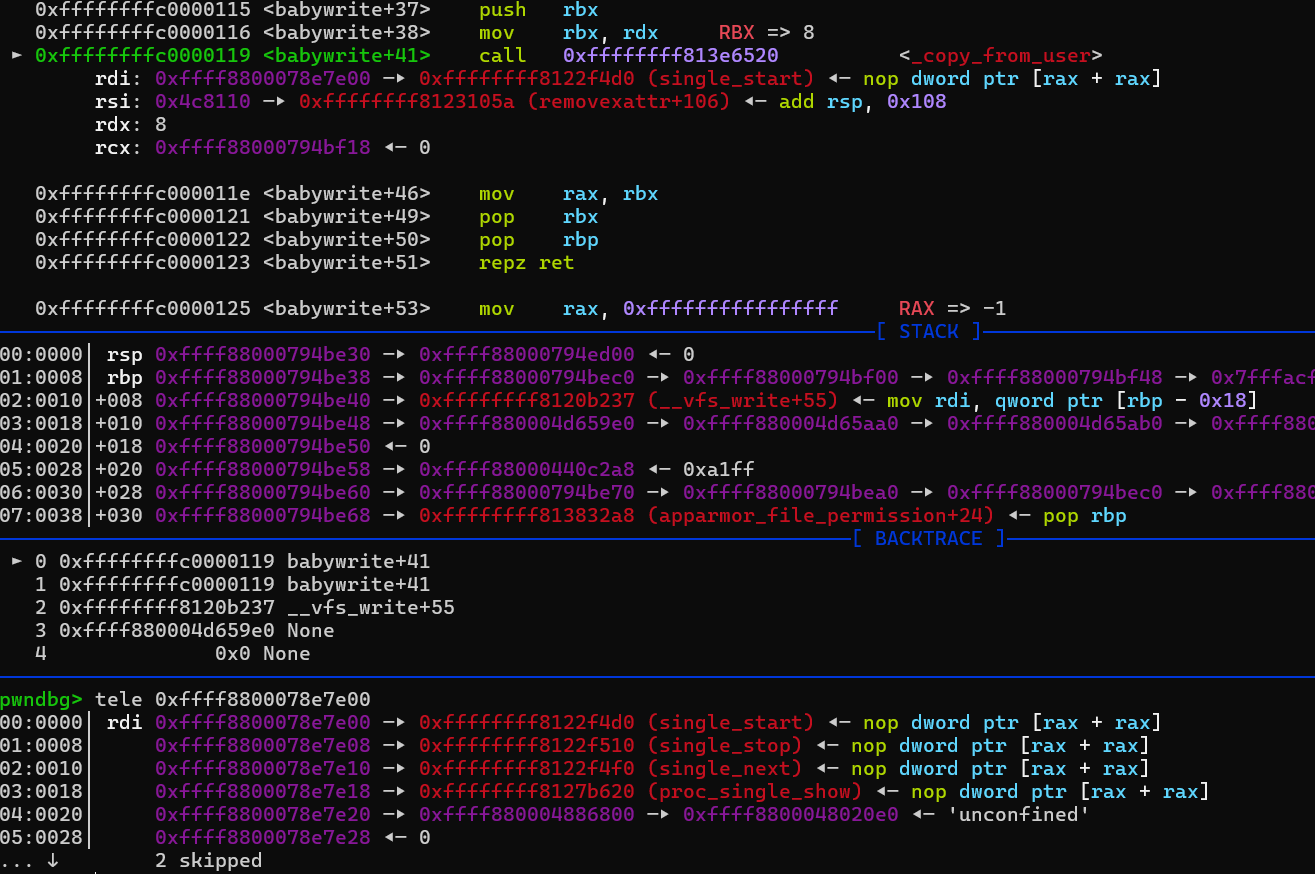 0xffffffffc0000115 <babywrite+37> push rbx
0xffffffffc0000116 <babywrite+38> mov rbx, rdx RBX => 8
► 0xffffffffc0000119 <babywrite+41> call 0xffffffff813e6520 <_copy_from_user>
rdi: 0xffff8800078e7e00 —▸ 0xffffffff8122f4d0 (single_start) ◂— nop dword ptr [rax + rax]
rsi: 0x4c8110 —▸ 0xffffffff8123105a (removexattr+106) ◂— add rsp, 0x108
rdx: 8
rcx: 0xffff88000794bf18 ◂— 0
0xffffffffc000011e <babywrite+46> mov rax, rbx
0xffffffffc0000121 <babywrite+49> pop rbx
0xffffffffc0000122 <babywrite+50> pop rbp
0xffffffffc0000123 <babywrite+51> repz ret
0xffffffffc0000125 <babywrite+53> mov rax, 0xffffffffffffffff RAX => -1
[ STACK ]
00:0000│ rsp 0xffff88000794be30 —▸ 0xffff88000794ed00 ◂— 0
01:0008│ rbp 0xffff88000794be38 —▸ 0xffff88000794bec0 —▸ 0xffff88000794bf00 —▸ 0xffff88000794bf48 —▸ 0x7fffacf
02:0010│+008 0xffff88000794be40 —▸ 0xffffffff8120b237 (__vfs_write+55) ◂— mov rdi, qword ptr [rbp - 0x18]
03:0018│+010 0xffff88000794be48 —▸ 0xffff880004d659e0 —▸ 0xffff880004d65aa0 —▸ 0xffff880004d65ab0 —▸ 0xffff880
04:0020│+018 0xffff88000794be50 ◂— 0
05:0028│+020 0xffff88000794be58 —▸ 0xffff88000440c2a8 ◂— 0xa1ff
06:0030│+028 0xffff88000794be60 —▸ 0xffff88000794be70 —▸ 0xffff88000794bea0 —▸ 0xffff88000794bec0 —▸ 0xffff880
07:0038│+030 0xffff88000794be68 —▸ 0xffffffff813832a8 (apparmor_file_permission+24) ◂— pop rbp
[ BACKTRACE ]
► 0 0xffffffffc0000119 babywrite+41
1 0xffffffffc0000119 babywrite+41
2 0xffffffff8120b237 __vfs_write+55
3 0xffff880004d659e0 None
4 0x0 None
pwndbg> tele 0xffff8800078e7e00
00:0000│ rdi 0xffff8800078e7e00 —▸ 0xffffffff8122f4d0 (single_start) ◂— nop dword ptr [rax + rax]
01:0008│ 0xffff8800078e7e08 —▸ 0xffffffff8122f510 (single_stop) ◂— nop dword ptr [rax + rax]
02:0010│ 0xffff8800078e7e10 —▸ 0xffffffff8122f4f0 (single_next) ◂— nop dword ptr [rax + rax]
03:0018│ 0xffff8800078e7e18 —▸ 0xffffffff8127b620 (proc_single_show) ◂— nop dword ptr [rax + rax]
04:0020│ 0xffff8800078e7e20 —▸ 0xffff880004886800 —▸ 0xffff8800048020e0 ◂— 'unconfined'
05:0028│ 0xffff8800078e7e28 ◂— 0
... ↓ 2 skipped